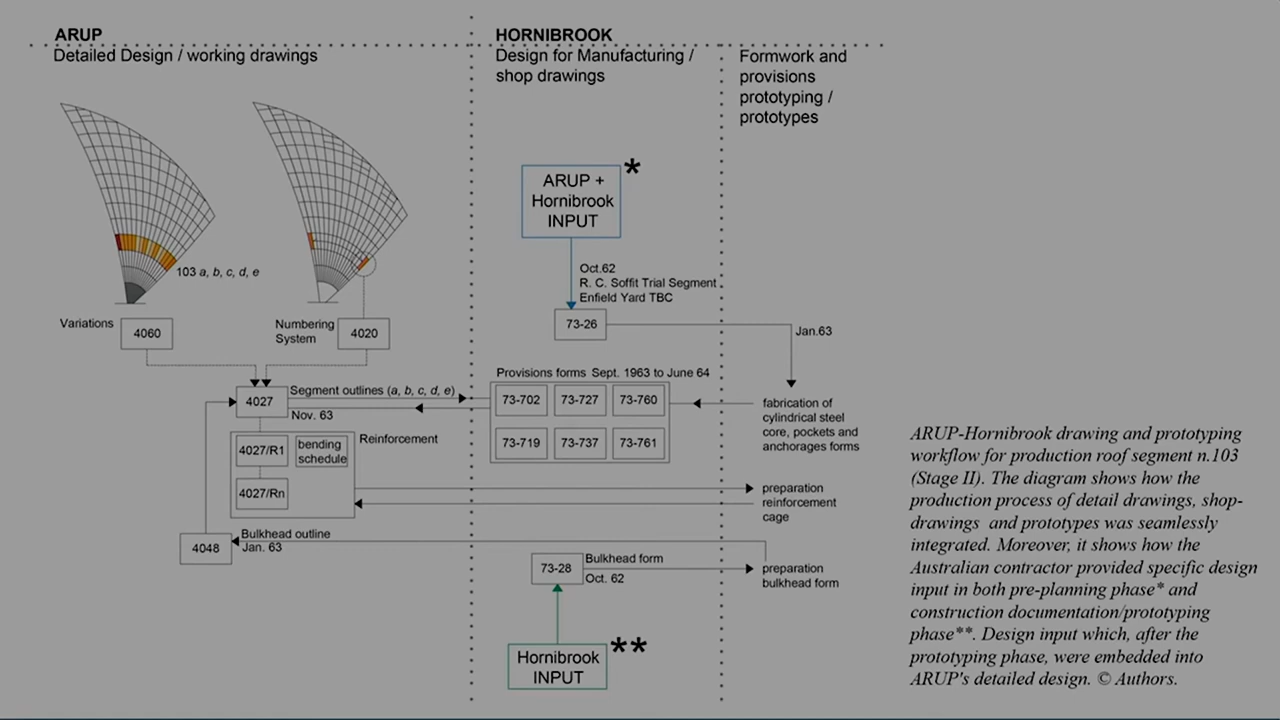 ARUP
Detailed Design / working drawings
HORNIBROOK
Design for Manufacturing /
shop drawings
Formwork and
provisions
prototyping /
prototypes
103 a, b, c, d, e
Variations
4060
Numbering
System
4020
*
ARUP +
Hornibrook
INPUT
Oct.62
R. C. Soffit Trial Segment
Enfield Yard TBC
73-26
Jan.63
Provisions forms Sept. 1963 to June 64
73-702 73-727 73-760
73-719 73-737 73-761
4027
Segment outlines (a, b, c, d, e)
Nov. 63
fabrication of
cylindrical steel
core, pockets and
anchorages forms
4027/R1
bending
schedule
Reinforcement
4027/Rn
preparation
reinforcement
cage
4048
Bulkhead outline
Jan. 63
73-28
Bulkhead form
Oct. 62
preparation
bulkhead form
**
Hornibrook
INPUT
ARUP-Hornibrook drawing and prototyping
workflow for production roof segment n.103
(Stage II). The diagram shows how the
production process of detail drawings, shop-
drawings and prototypes was seamlessly
integrated. Moreover, it shows how the
Australian contractor provided specific design
input in both pre-planning phase* and
construction documentation/prototyping
phase**. Design input which, after the
prototyping phase, were embedded into
ARUP's detailed design. © Authors.